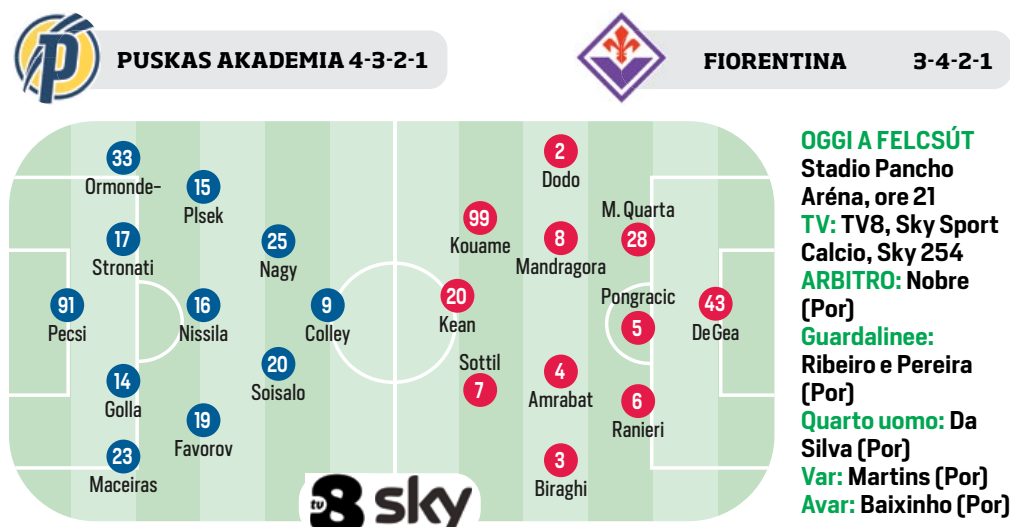 PUSKAS AKADEMIA 4-3-2-1
FIORENTINA 3-4-2-1
33
Ormonde-
15
Plsek
17
Stronati
25
Nagy
91
Pecsi
16
Nissila
9
Colley
14
Golla
20
Soisalo
19
Favorov
23
Maceiras
2
Dodo
99
Kouame
8
Mandragora
M. Quarta
28
20
Kean
Pongracic
5
43
De Gea
Sottil
7
4
Amrabat
6
Ranieri
3
Biraghi
tv
8 sky
OGGI A FELCSÚT
Stadio Pancho
Aréna, ore 21
TV: TV8, Sky Sport
Calcio, Sky 254
ARBITRO: Nobre
(Por)
Guardalinee:
Ribeiro e Pereira
(Por)
Quarto uomo: Da
Silva (Por)
Var: Martins (Por)
Avar: Baixinho (Por)